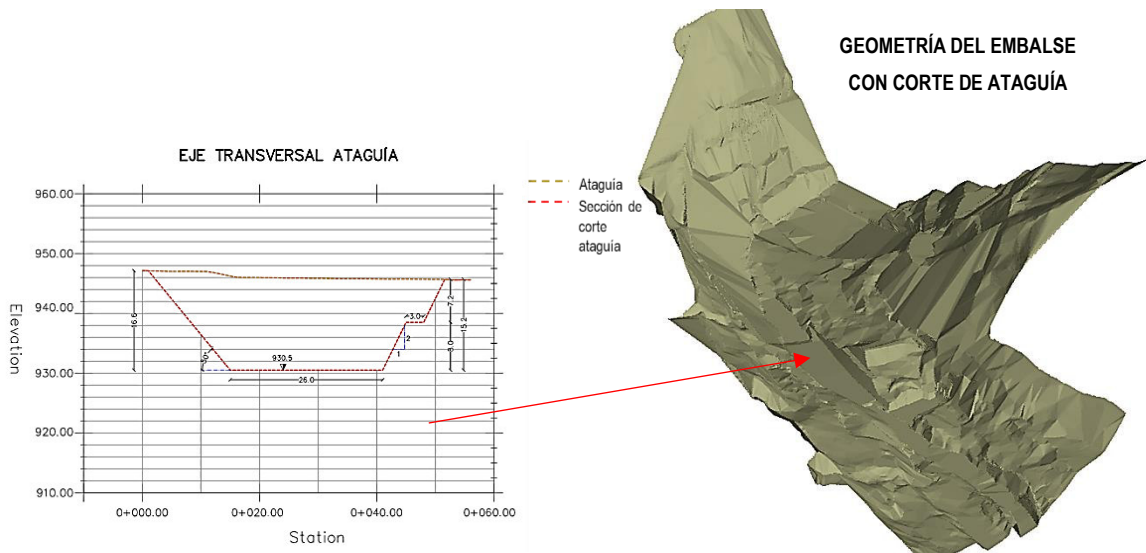 GEOMETRÍA DEL EMBALSE
CON CORTE DE ATAGUÍA
EJE TRANSVERSAL ATAGUÍA
Ataguía
Sección de
corte
ataguía
960.00
950.00
940.00
930.00
920.00
910.00
Elevation
16.6
930.5
26.0
3.0
2
1
7.2
8.0
15.2
0+000.00
0+020.00
0+040.00
0+060.00
Station